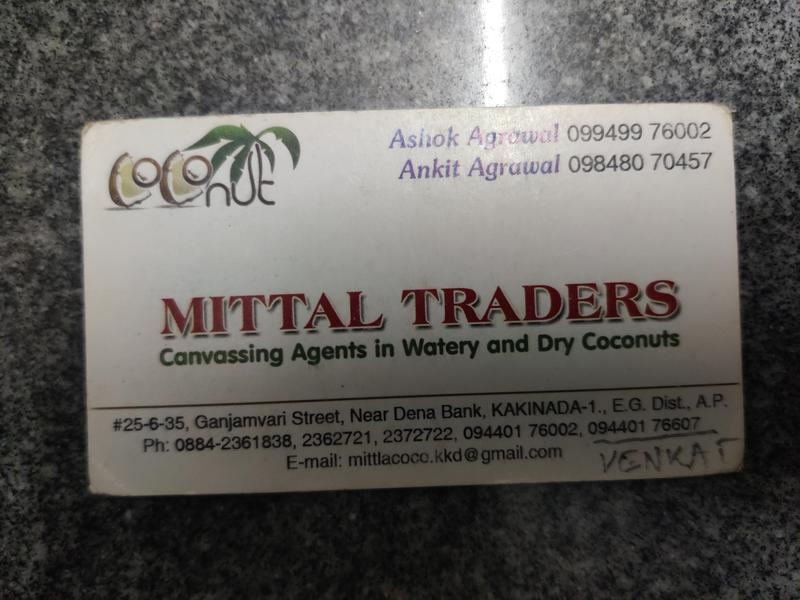 COCOnut
Ashok Agrawal 099499 76002
Ankit Agrawal 098480 70457
MITTAL TRADERS
Canvassing Agents in Watery and Dry Coconuts
#25-6-35, Ganjamvari Street, Near Dena Bank, KAKINADA-1., E.G. Dist., A.P.
Ph: 0884-2361838, 2362721, 2372722, 094401 76002, 094401 76607
E-mail: mittlacoco.kkd@gmail.com
VENKAT